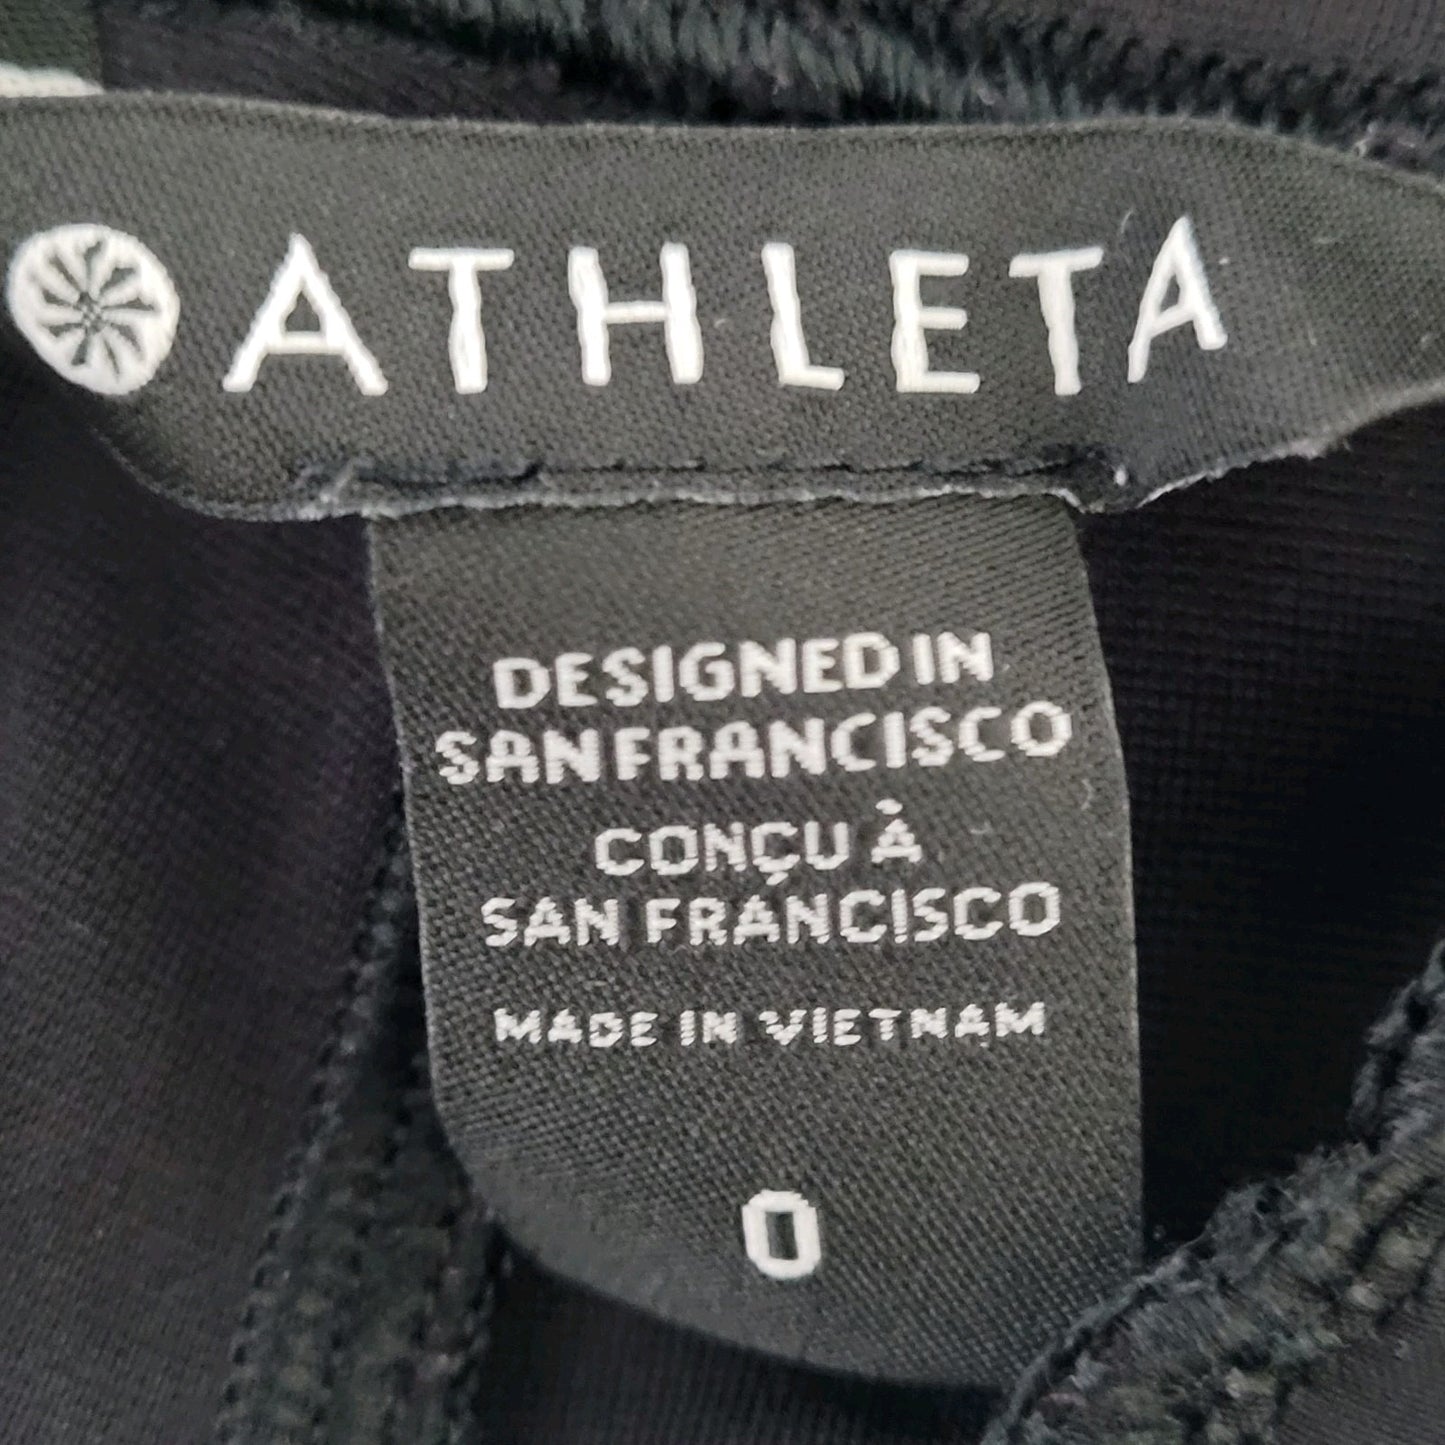 ATHLETA
DESIGNED IN
SAN FRANCISCO
CONÇU À
SAN FRANCISCO
MADE IN VIETNAM
0